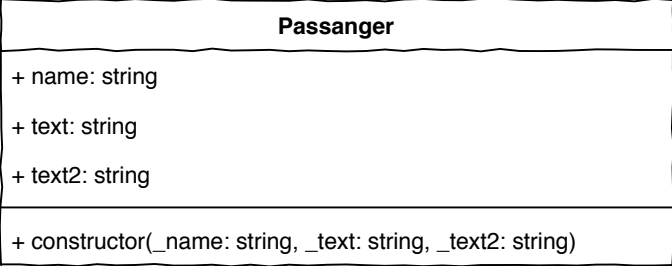 Passanger
+ name: string
+ text: string
+ text2: string
+ constructor(_name: string, _text: string, _text2: string)